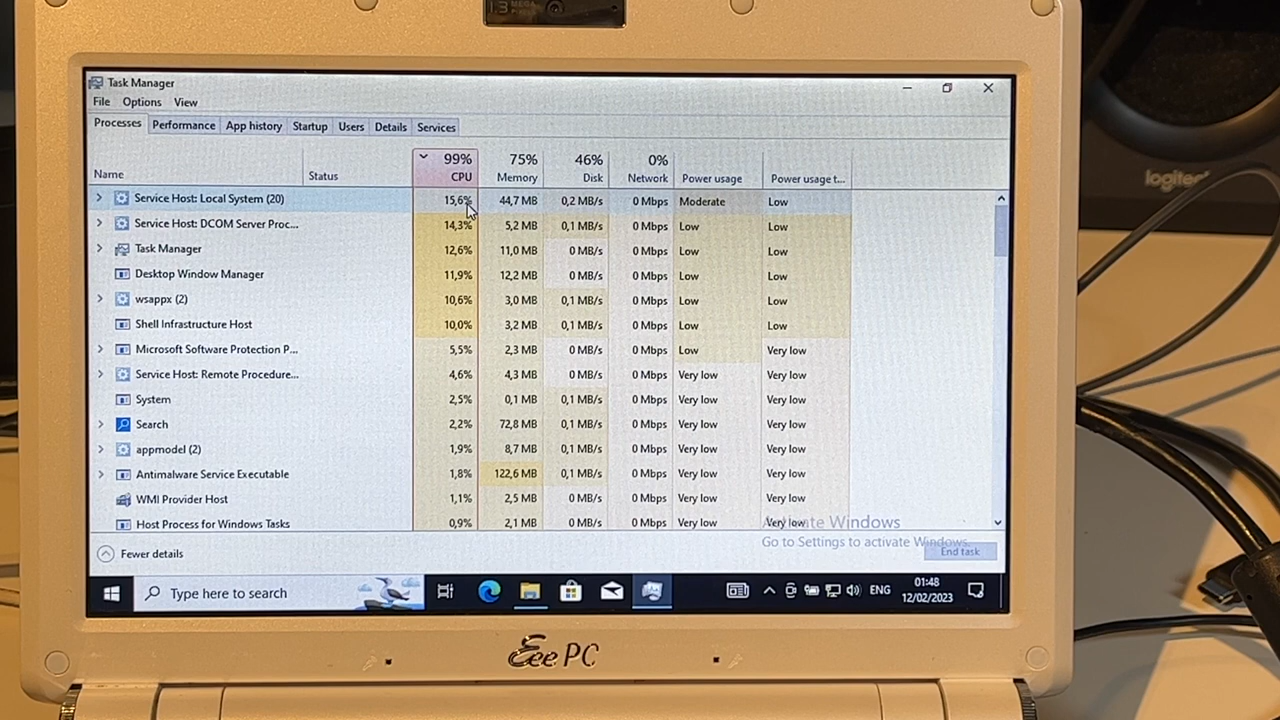 1.3 MEGA PIXELS
Task Manager
File Options View
Processes Performance App history Startup Users Details Services
99% 75% 46% 0%
Name Status CPU Memory Disk Network Power usage Power usage t...
Service Host: Local System (20) 15,6% 44,7 MB 0,2 MB/s 0 Mbps Moderate Low
Service Host: DCOM Server Proc... 14,3% 5,2 MB 0,1 MB/s 0 Mbps Low Low
Task Manager 12,6% 11,0 MB 0 MB/s 0 Mbps Low Low
Desktop Window Manager 11,9% 12,2 MB 0 MB/s 0 Mbps Low Low
wsappx (2) 10,6% 3,0 MB 0,1 MB/s 0 Mbps Low Low
Shell Infrastructure Host 10,0% 3,2 MB 0,1 MB/s 0 Mbps Low Low
Microsoft Software Protection P... 5,5% 2,3 MB 0 MB/s 0 Mbps Low Very low
Service Host: Remote Procedure... 4,6% 4,3 MB 0 MB/s 0 Mbps Very low Very low
System 2,5% 0,1 MB 0,1 MB/s 0 Mbps Very low Very low
Search 2,2% 72,8 MB 0,1 MB/s 0 Mbps Very low Very low
appmodel (2) 1,9% 8,7 MB 0,1 MB/s 0 Mbps Very low Very low
Antimalware Service Executable 1,8% 122,6 MB 0,1 MB/s 0 Mbps Very low Very low
WMI Provider Host 1,1% 2,5 MB 0 MB/s 0 Mbps Very low Very low
Host Process for Windows Tasks 0,9% 2,1 MB 0 MB/s 0 Mbps Very low Very low
Activate Windows
Go to Settings to activate Windows.
Fewer details End task
Type here to search ENG 01:48
12/02/2023
Eee PC
logitech